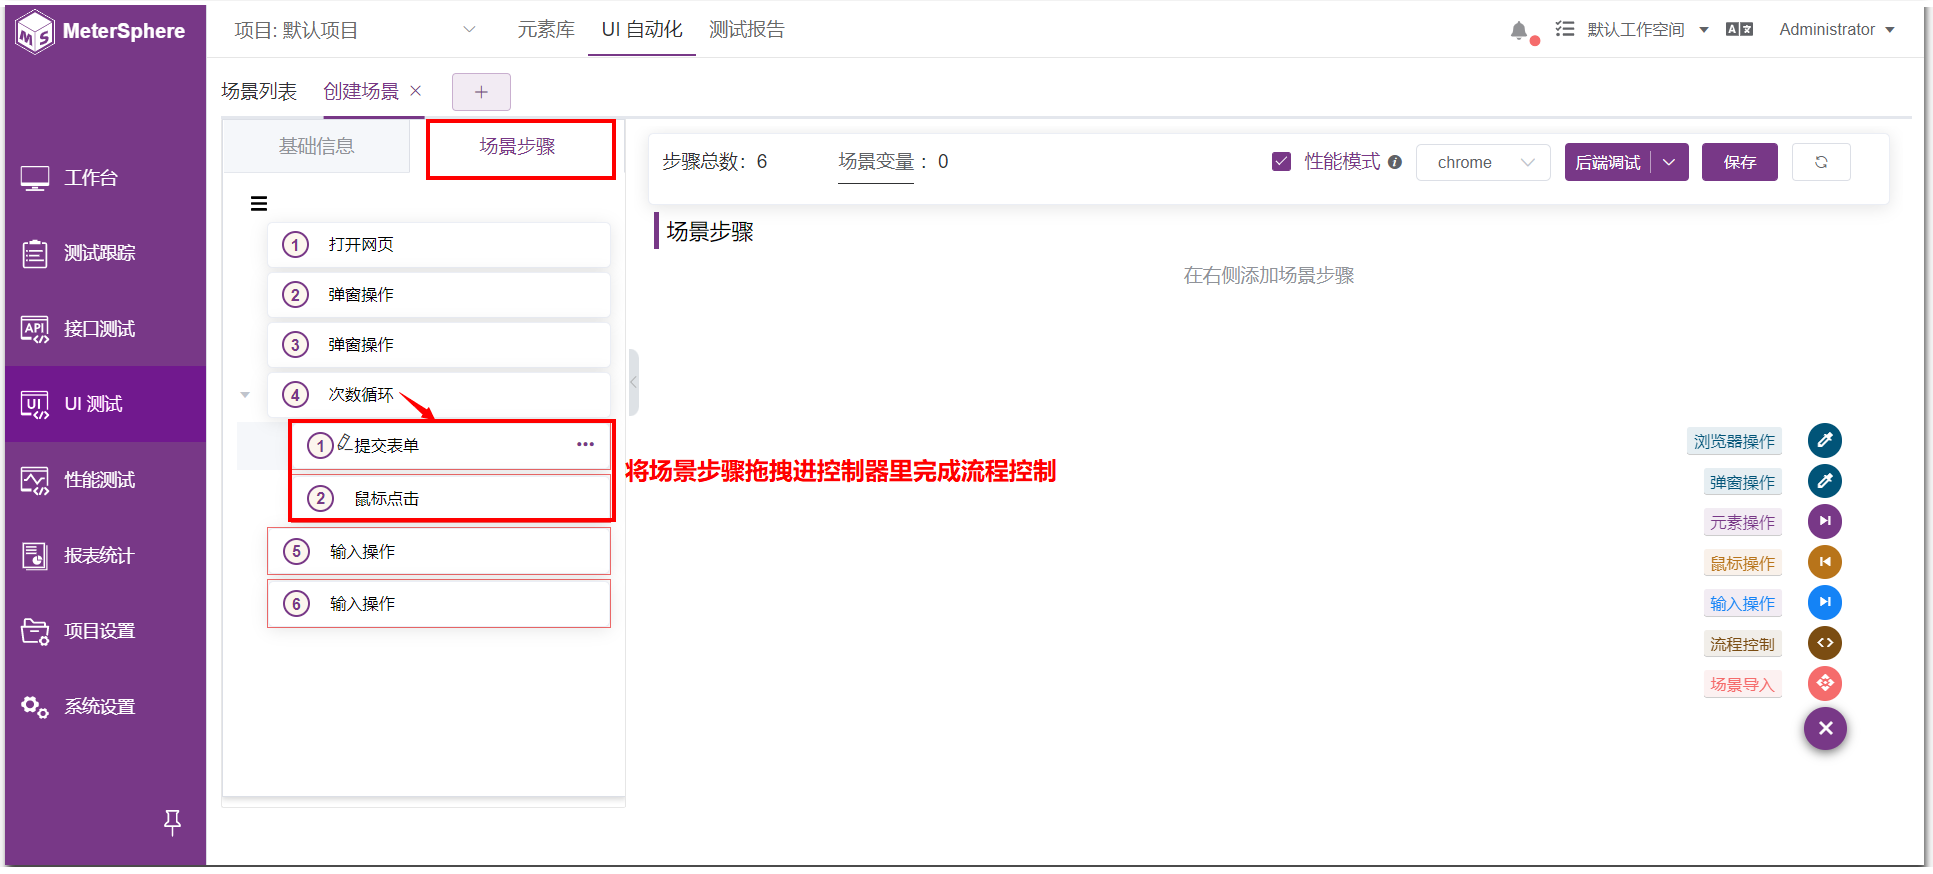 MeterSphere
项目: 默认项目
元素库
UI 自动化
测试报告
默认工作空间
Administrator
场景列表
创建场景
工作台
测试跟踪
API 接口测试
UI UI 测试
性能测试
报表统计
项目设置
系统设置
基础信息
场景步骤
1 打开网页
2 弹窗操作
3 弹窗操作
4 次数循环
1 提交表单
2 鼠标点击
5 输入操作
6 输入操作
步骤总数：6
场景变量：0
性能模式
chrome
后端调试
保存
场景步骤
在右侧添加场景步骤
将场景步骤拖拽进控制器里完成流程控制
浏览器操作
弹窗操作
元素操作
鼠标操作
输入操作
流程控制
场景导入